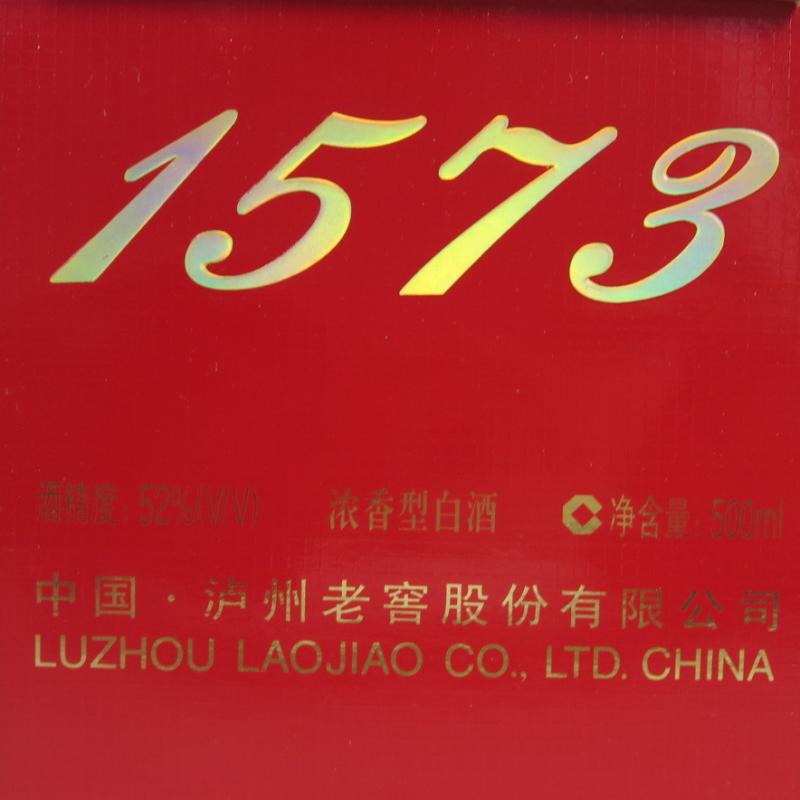 1573
酒精度: 52%(V/V) 浓香型白酒 净含量: 500ml
中国·泸州老窖股份有限公司
LUZHOU LAOJIAO CO., LTD. CHINA